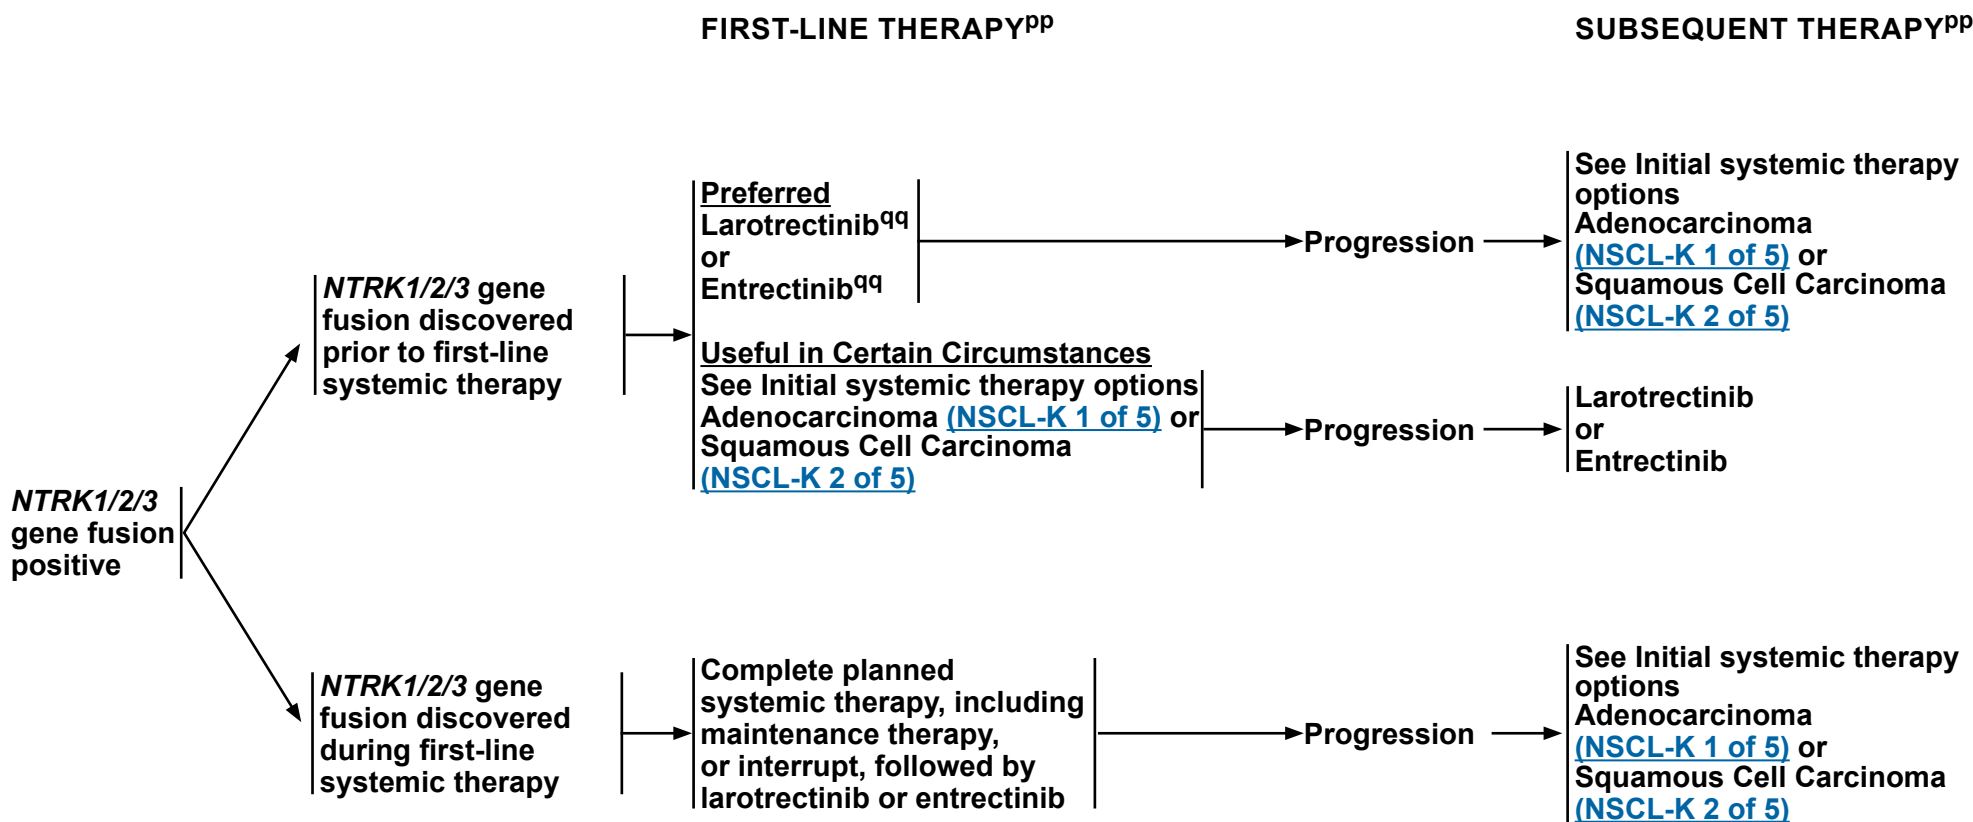 FIRST-LINE THERAPYpp
SUBSEQUENT THERAPYpp
NTRK1/2/3
gene fusion
positive
NTRK1/2/3 gene
fusion discovered
prior to first-line
systemic therapy
Preferred
Larotrectinibqq
or
Entrectinibqq
Progression
See Initial systemic therapy
options
Adenocarcinoma
(NSCL-K 1 of 5) or
Squamous Cell Carcinoma
(NSCL-K 2 of 5)
Useful in Certain Circumstances
See Initial systemic therapy options
Adenocarcinoma (NSCL-K 1 of 5) or
Squamous Cell Carcinoma
(NSCL-K 2 of 5)
Progression
Larotrectinib
or
Entrectinib
NTRK1/2/3 gene
fusion discovered
during first-line
systemic therapy
Complete planned
systemic therapy, including
maintenance therapy,
or interrupt, followed by
larotrectinib or entrectinib
Progression
See Initial systemic therapy
options
Adenocarcinoma
(NSCL-K 1 of 5) or
Squamous Cell Carcinoma
(NSCL-K 2 of 5)